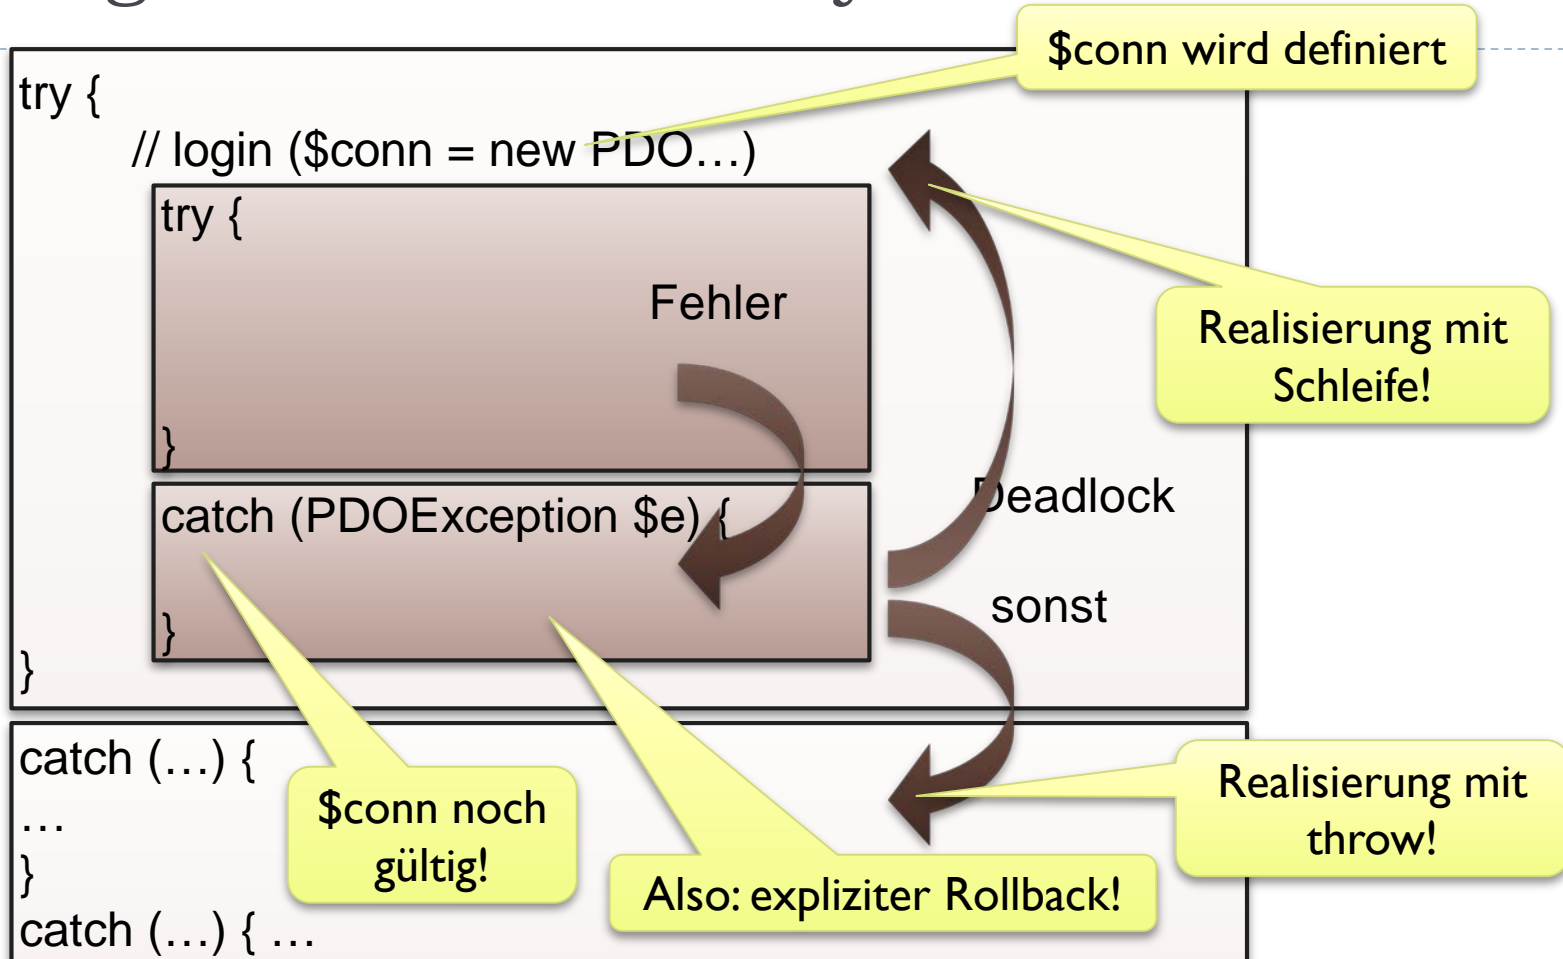 $conn wird definiert
try {
// login ($conn = new PDO…)
try {
Fehler
Realisierung mit
Schleife!
}
Deadlock
catch (PDOException $e) {
sonst
}
}
catch (…) {
…
}
$conn noch
gültig!
Realisierung mit
throw!
Also: expliziter Rollback!
catch (…) { …